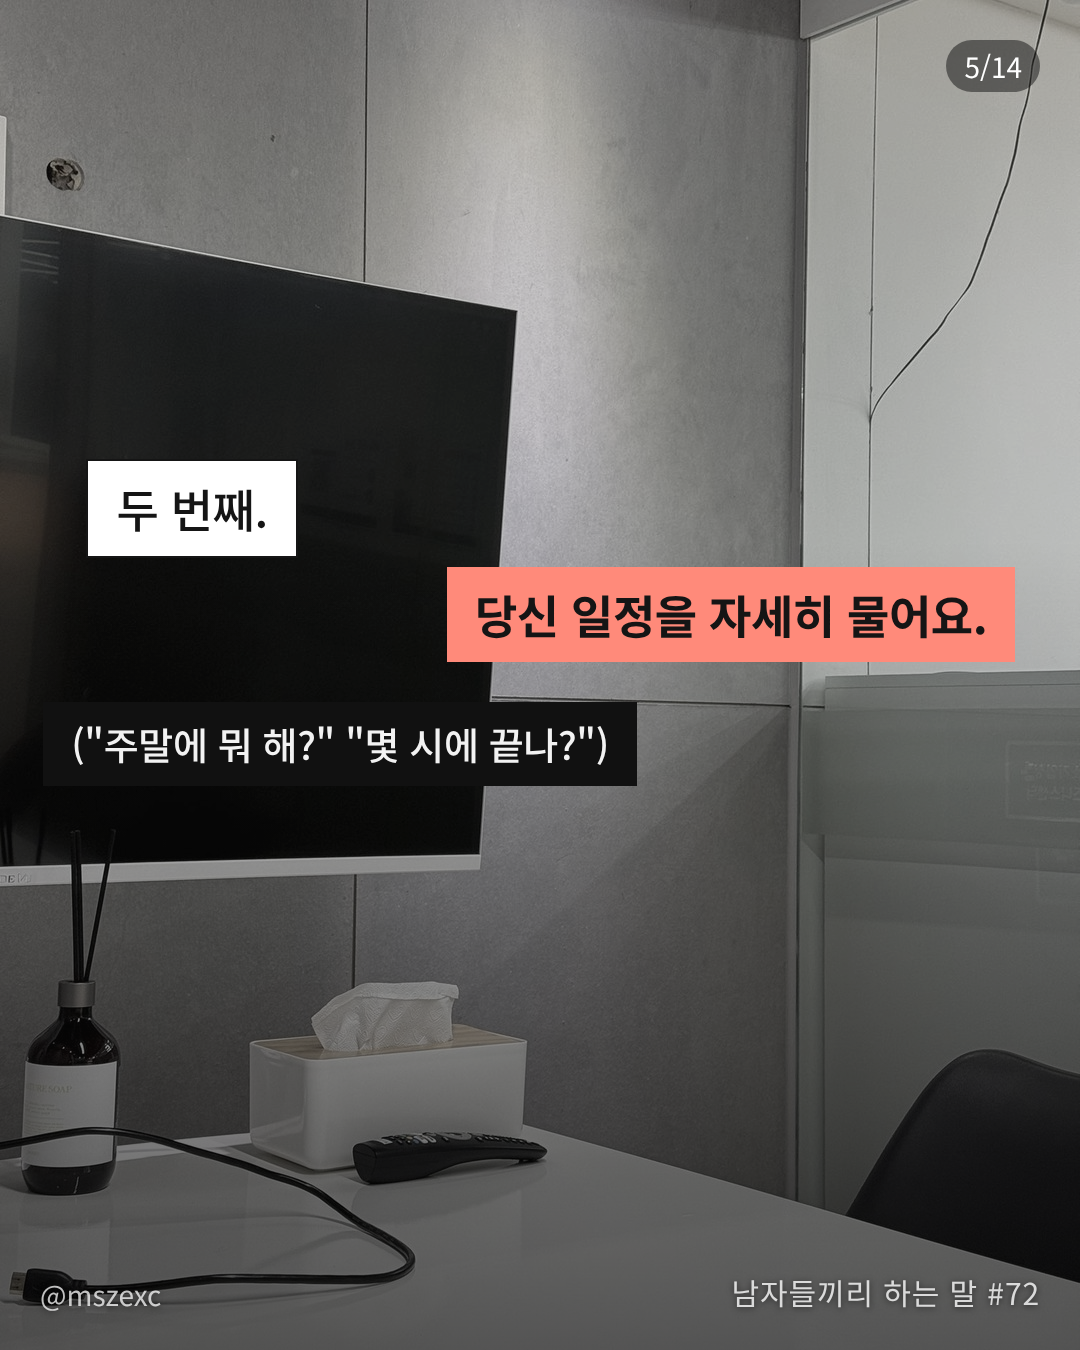 5/14
두 번째.
당신 일정을 자세히 물어요.
("주말에 뭐 해?" "몇 시에 끝나?")
@mszexc
남자들끼리 하는 말 #72